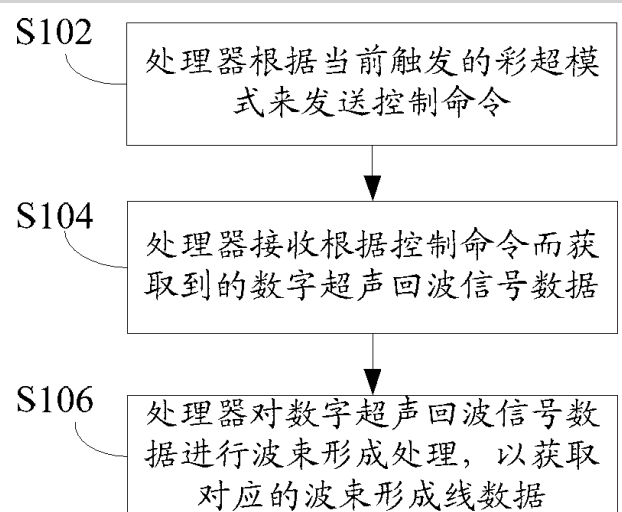 S102
处理器根据当前触发的彩超模
式来发送控制命令
S104
处理器接收根据控制命令而获
取到的数字超声回波信号数据
S106
处理器对数字超声回波信号数
据进行波束形成处理，以获取
对应的波束形成线数据